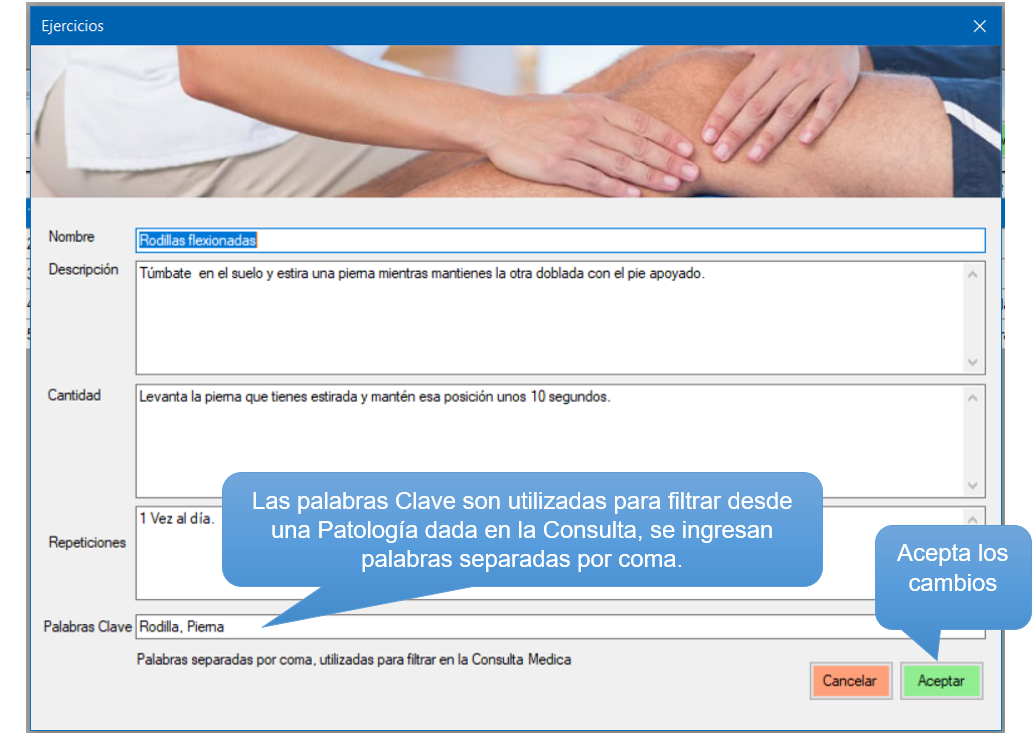 Ejercicios
Nombre
Rodillas flexionadas
Descripción
Túmbate en el suelo y estira una pierna mientras mantienes la otra doblada con el pie apoyado.
Cantidad
Levanta la pierna que tienes estirada y mantén esa posición unos 10 segundos.
Las palabras Clave son utilizadas para filtrar desde
una Patología dada en la Consulta, se ingresan
palabras separadas por coma.
Repeticiones
1 Vez al día.
Acepta los
cambios
Palabras Clave
Rodilla, Pierna
Palabras separadas por coma, utilizadas para filtrar en la Consulta Medica
Cancelar
Aceptar